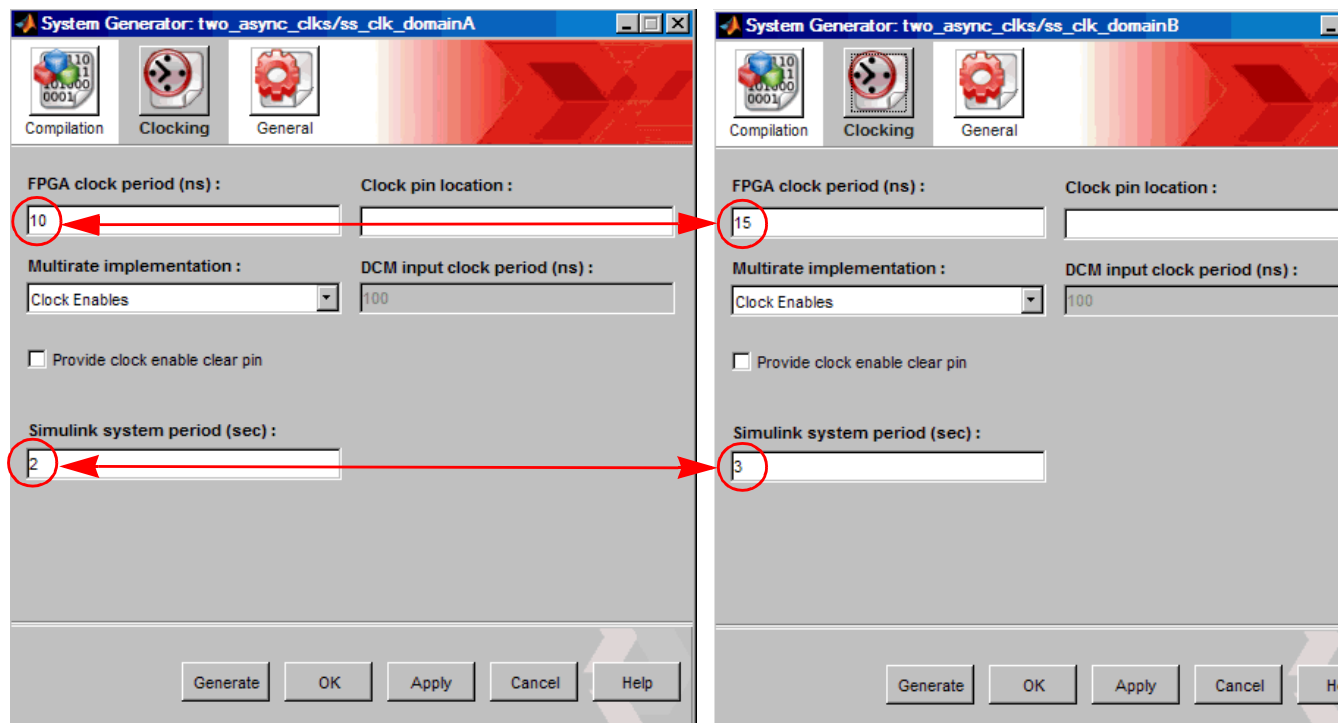 System Generator: two_async_clks/ss_clk_domainA
Compilation
Clocking
General
FPGA clock period (ns) :
Clock pin location :
10
Multirate implementation :
DCM input clock period (ns) :
Clock Enables
100
Provide clock enable clear pin
Simulink system period (sec) :
2
Generate
OK
Apply
Cancel
Help
System Generator: two_async_clks/ss_clk_domainB
Compilation
Clocking
General
FPGA clock period (ns) :
Clock pin location :
15
Multirate implementation :
DCM input clock period (ns) :
Clock Enables
100
Provide clock enable clear pin
Simulink system period (sec) :
3
Generate
OK
Apply
Cancel